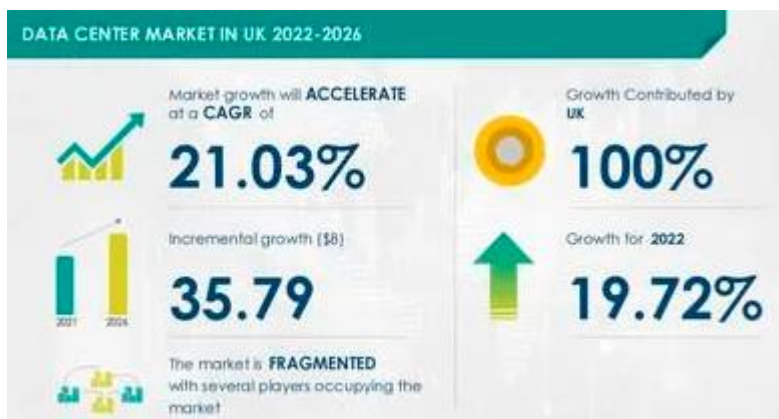 DATA CENTER MARKET IN UK 2022-2026
Market growth will ACCELERATE
at a CAGR of
21.03%
Growth Contributed by
UK
100%
Incremental growth ($B)
35.79
2021 2026
Growth for 2022
19.72%
The market is FRAGMENTED
with several players occupying the
market